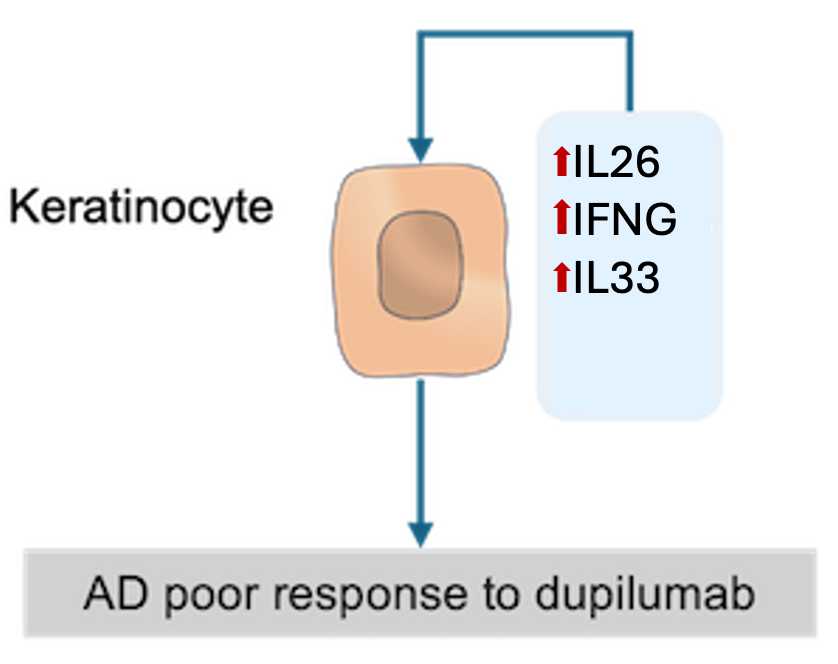 Keratinocyte
IL26
IFNG
IL33
AD poor response to dupilumab